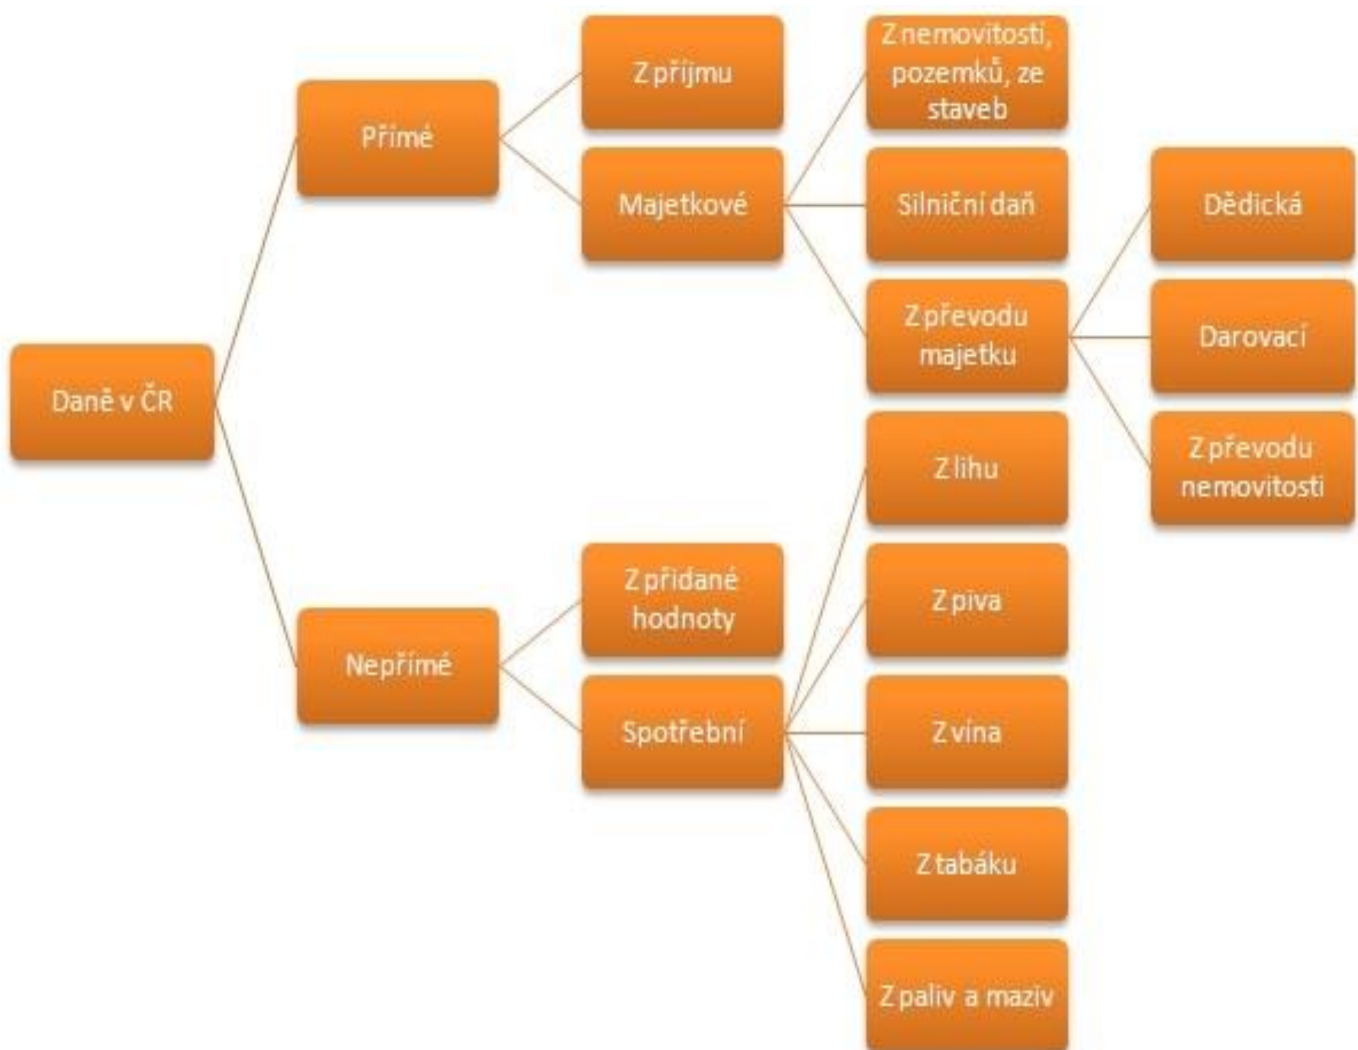 Daně v ČR
Přímé
Z příjmu
Majetkové
Z nemovitosti,
pozemků, ze
staveb
Silniční daň
Z převodu
majetku
Dědická
Darovací
Z převodu
nemovitosti
Nepřímé
Z přidané
hodnoty
Spotřební
Z lihu
Z piva
Z vína
Z tabáku
Z paliv a maziv